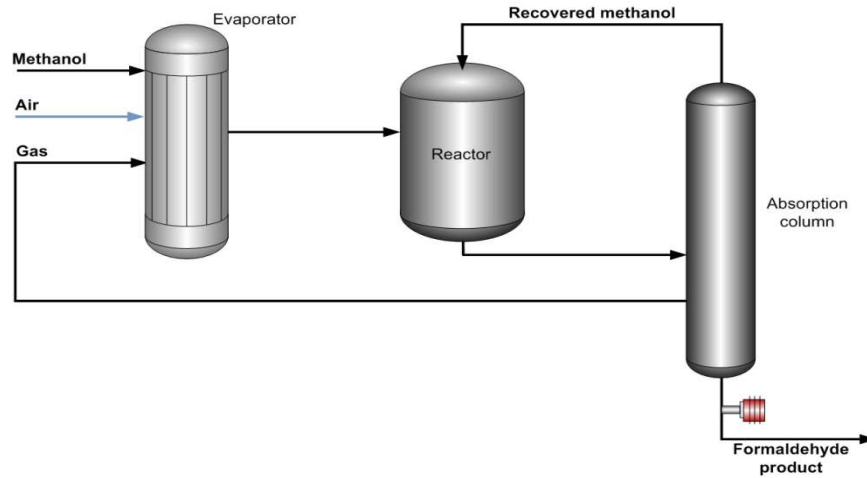 Evaporator
Recovered methanol
Methanol
Air
Gas
Reactor
Absorption
column
Formaldehyde
product